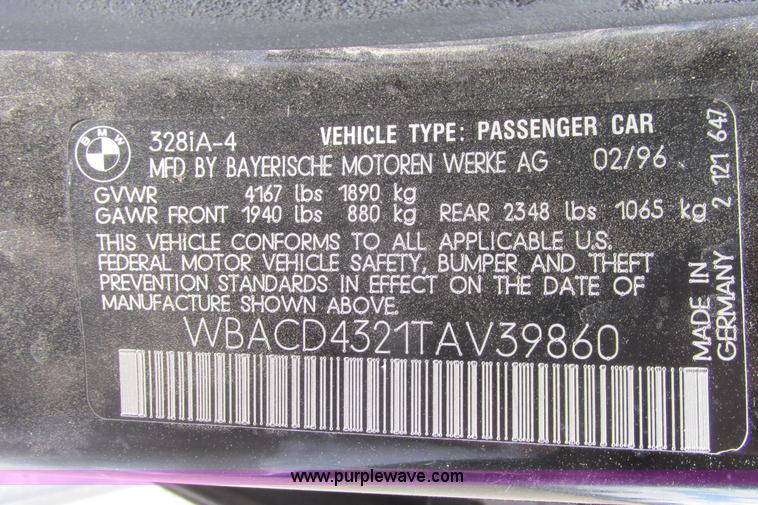 BMW
328iA-4 VEHICLE TYPE: PASSENGER CAR
MFD BY BAYERISCHE MOTOREN WERKE AG 02/96
GVWR 4167 lbs 1890 kg
GAWR FRONT 1940 lbs 880 kg REAR 2348 lbs 1065 kg
THIS VEHICLE CONFORMS TO ALL APPLICABLE U.S.
FEDERAL MOTOR VEHICLE SAFETY, BUMPER AND THEFT
PREVENTION STANDARDS IN EFFECT ON THE DATE OF
MANUFACTURE SHOWN ABOVE.
WBACD4321TAV39860
2 121 647
MADE IN
GERMANY
www.purplewave.com